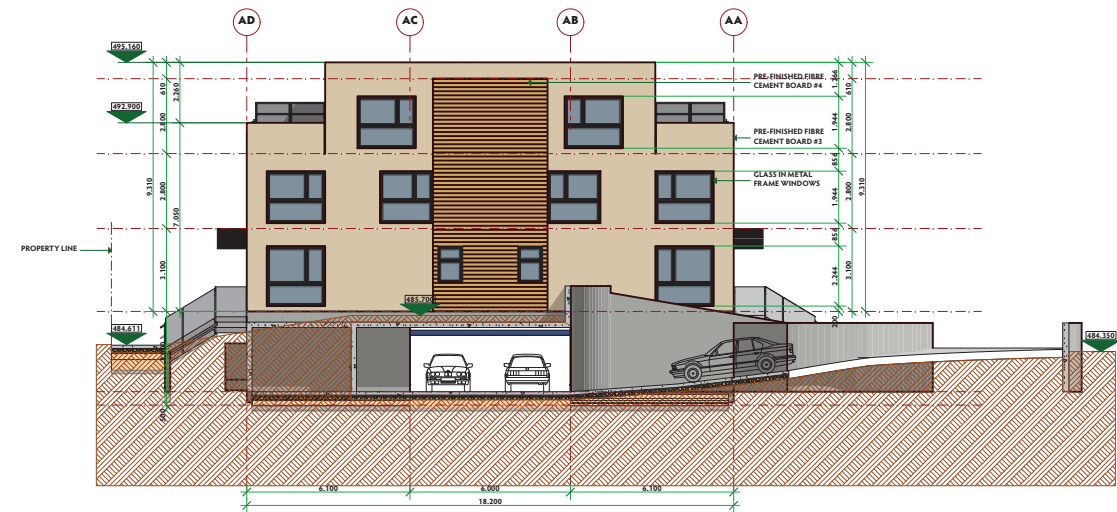 AD
AC
AB
AA
495.160
492.900
PRE-FINISHED FIBRE
CEMENT BOARD #4
PRE-FINISHED FIBRE
CEMENT BOARD #3
GLASS IN METAL
FRAME WINDOWS
PROPERTY LINE
610
2.260
2.800
2.800
9.310
7.050
3.100
500
1.266
610
1.944
2.800
856
1.944
2.800
9.310
856
2.244
3.100
200
485.700
484.611
484.350
6.100
6.000
6.100
18.200